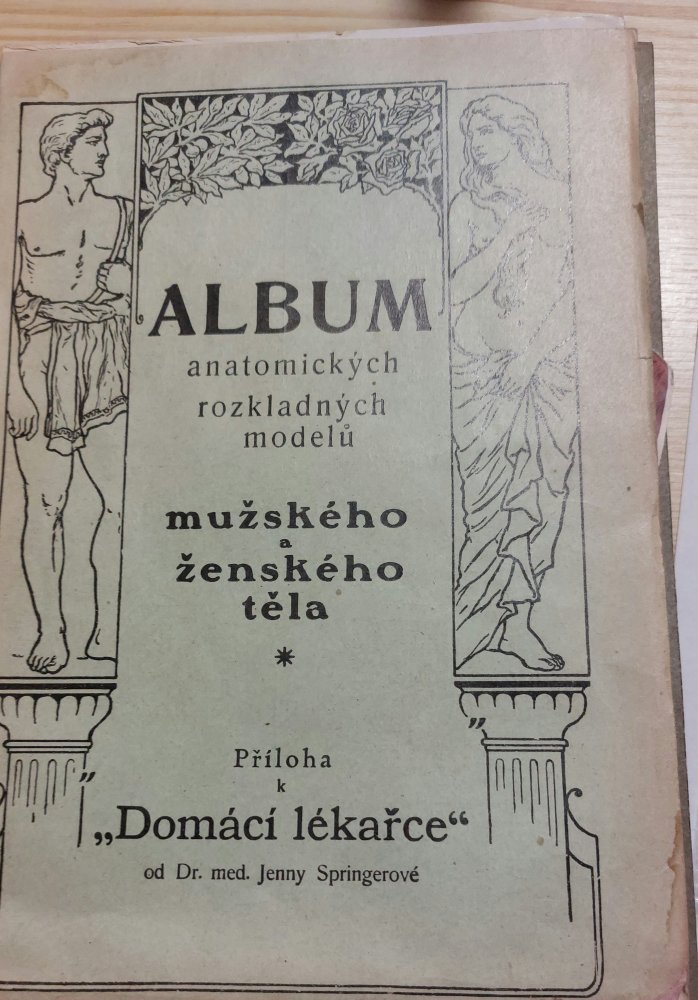 ALBUM
anatomických
rozkladných
modelů
mužského
a
ženského
těla
*
Příloha
k
„Domácí lékařce“
od Dr. med. Jenny Springerové